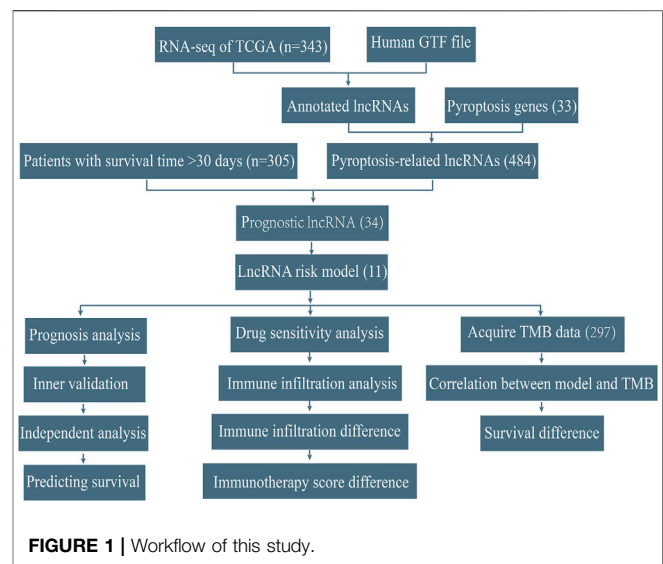 RNA-seq of TCGA (n=343)
Human GTF file
Annotated lncRNAs
Pyroptosis genes (33)
Patients with survival time >30 days (n=305)
Pyroptosis-related lncRNAs (484)
Prognostic lncRNA (34)
LncRNA risk model (11)
Prognosis analysis
Drug sensitivity analysis
Acquire TMB data (297)
Inner validation
Immune infiltration analysis
Correlation between model and TMB
Independent analysis
Immune infiltration difference
Survival difference
Predicting survival
Immunotherapy score difference
FIGURE 1 | Workflow of this study.